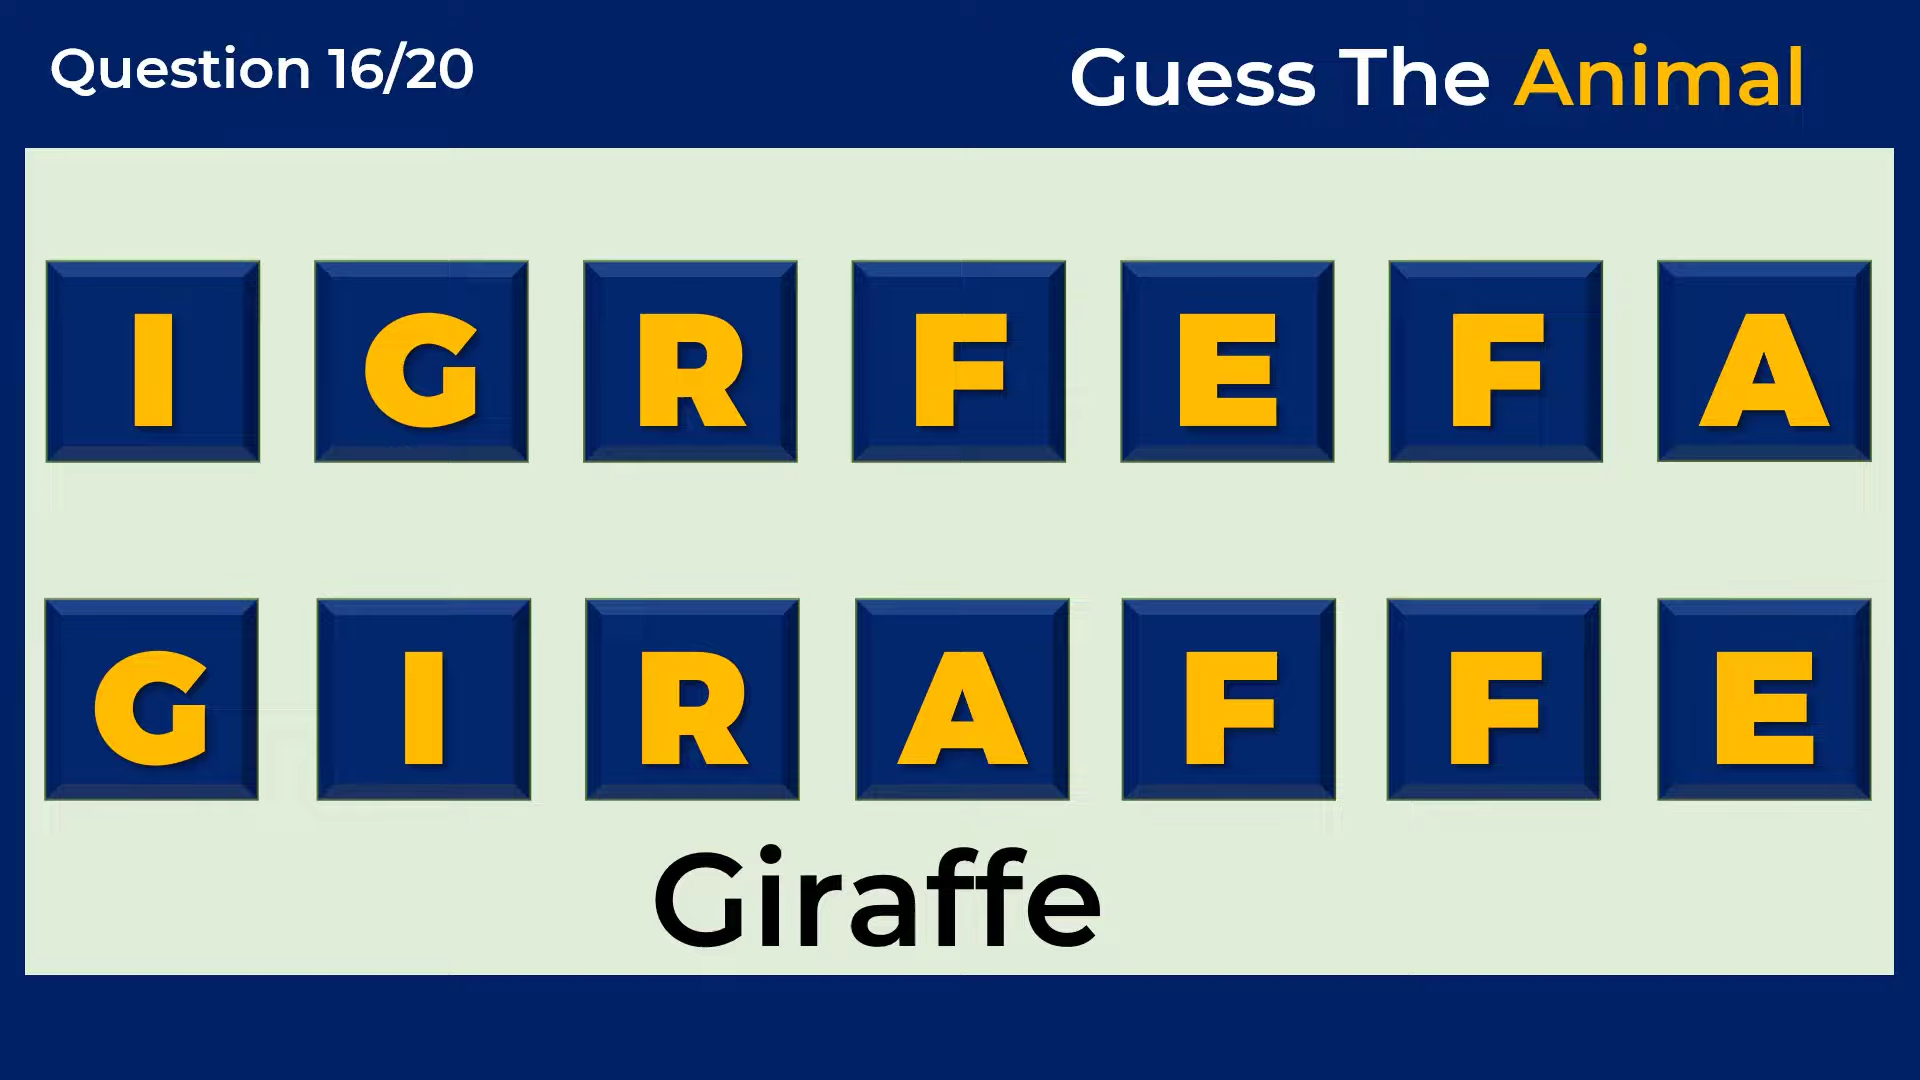 Question 16/20
Guess The Animal
I G R F E F A
G I R A F F E
Giraffe